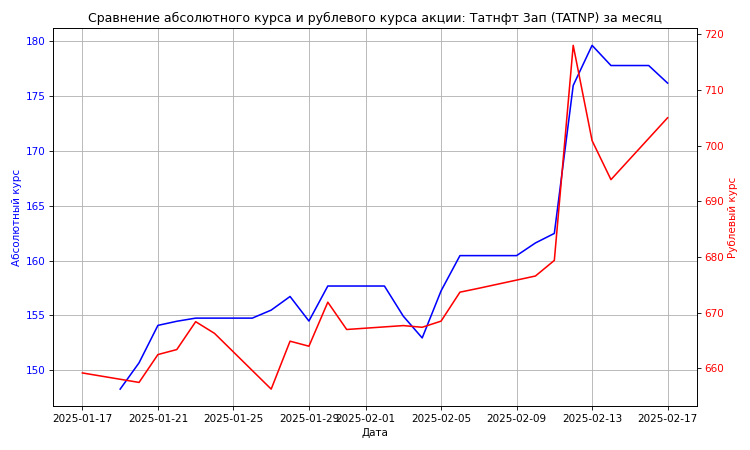 Сравнение абсолютного курса и рублевого курса акции: Татнфт 3ап (TATNP) за месяц
180
175
170
165
160
155
150
Абсолютный курс
720
710
700
690
680
670
660
Рублевый курс
2025-01-17 2025-01-21 2025-01-25 2025-01-29 2025-02-01 2025-02-05 2025-02-09 2025-02-13 2025-02-17
Дата